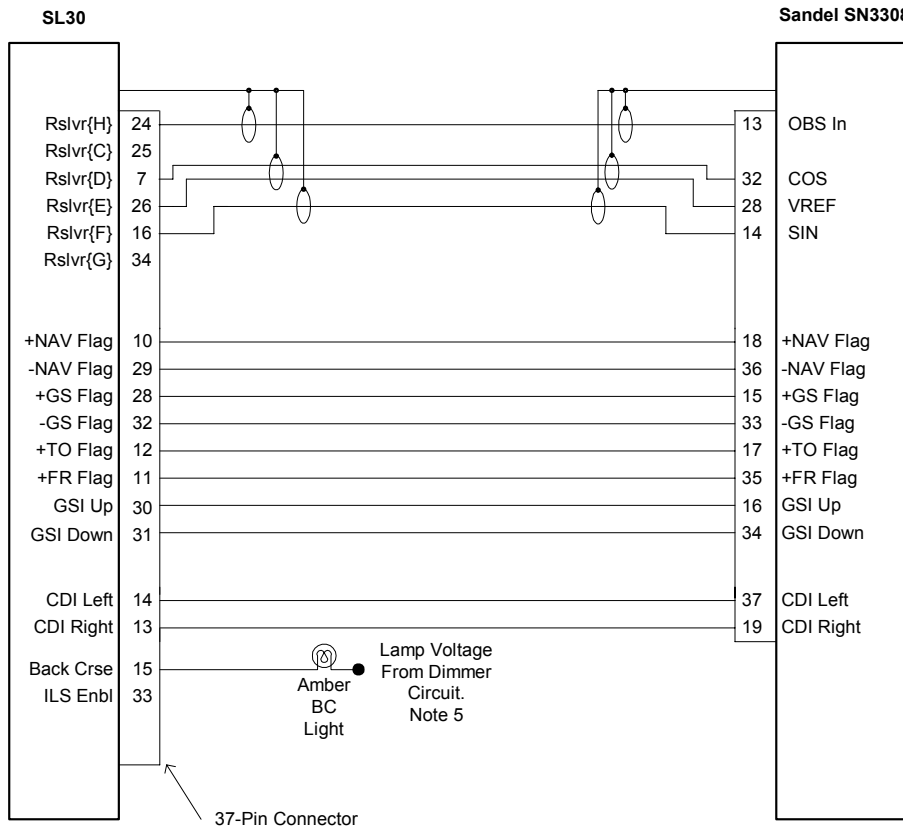 SL30 Sandel SN3308
Rslvr{H} 24 13 OBS In
Rslvr{C} 25
Rslvr{D} 7 32 COS
Rslvr{E} 26 28 VREF
Rslvr{F} 16 14 SIN
Rslvr{G} 34
+NAV Flag 10 18 +NAV Flag
-NAV Flag 29 36 -NAV Flag
+GS Flag 28 15 +GS Flag
-GS Flag 32 33 -GS Flag
+TO Flag 12 17 +TO Flag
+FR Flag 11 35 +FR Flag
GSI Up 30 16 GSI Up
GSI Down 31 34 GSI Down
CDI Left 14 37 CDI Left
CDI Right 13 19 CDI Right
Back Crse 15
ILS Enbl 33
Amber
BC
Light
Lamp Voltage
From Dimmer
Circuit.
Note 5
37-Pin Connector